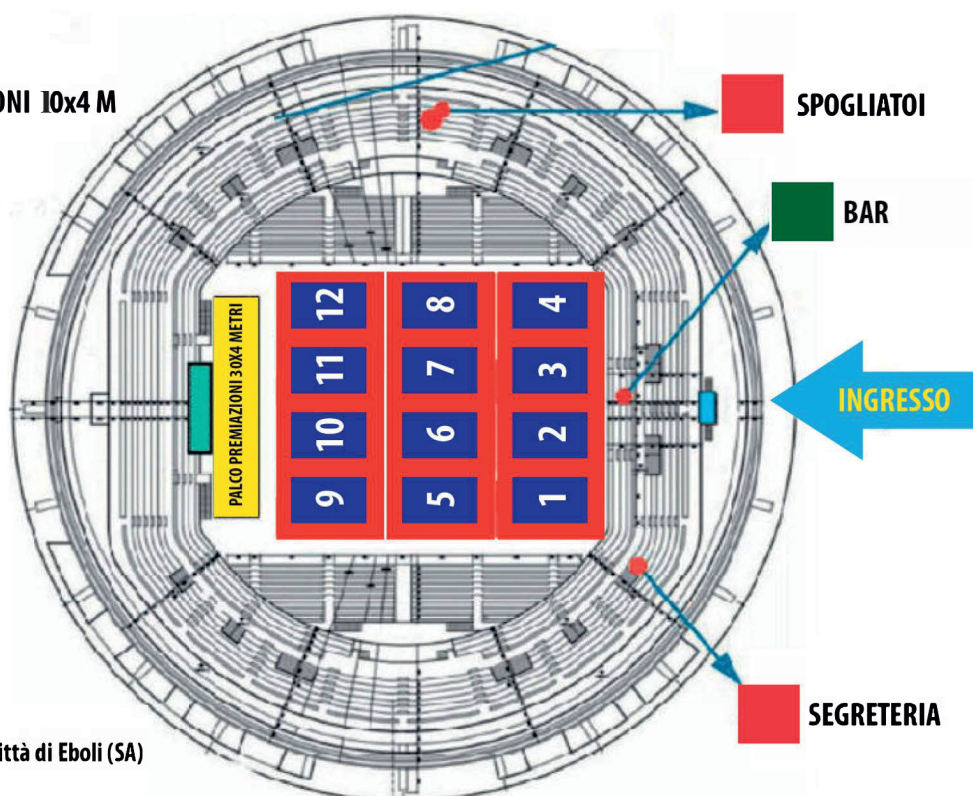 ONI 10x4 M
SPOGLIATOI
BAR
INGRESSO
PALCO PREMIAZIONI 30X4 METRI
12
8
4
11
7
3
10
6
2
9
5
1
SEGRETERIA
ittà di Eboli (SA)